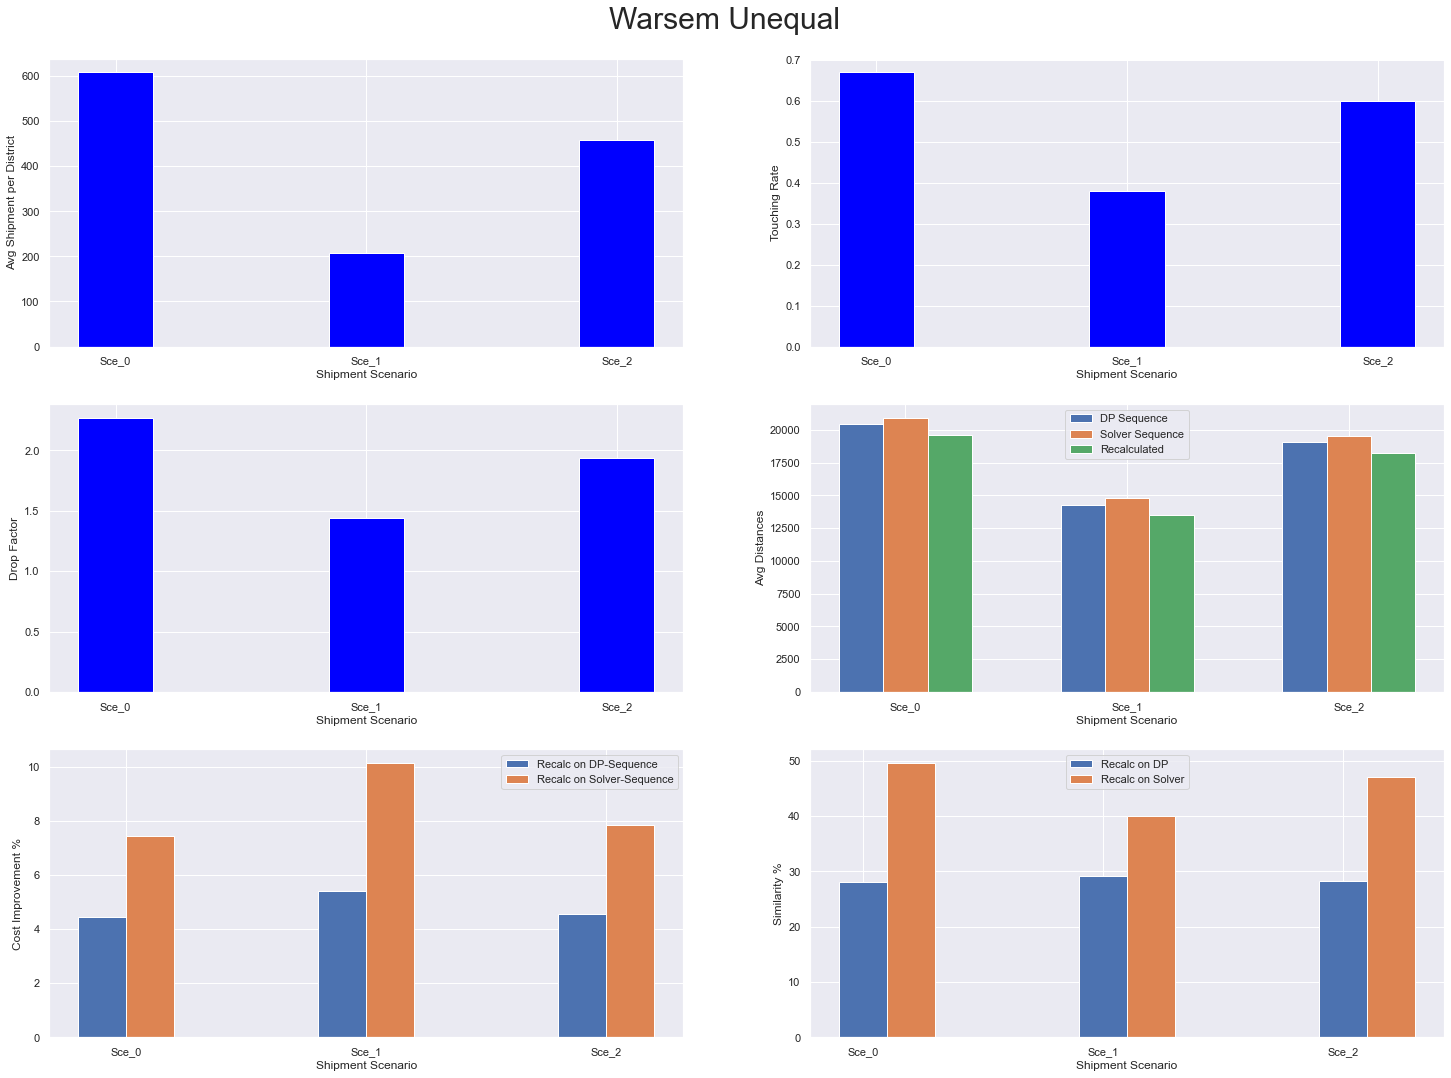 Warsem Unequal
Avg Shipment per District
600
500
400
300
200
100
0
Sce_0 Sce_1 Sce_2
Shipment Scenario
Touching Rate
0.7
0.6
0.5
0.4
0.3
0.2
0.1
0.0
Sce_0 Sce_1 Sce_2
Shipment Scenario
Drop Factor
2.0
1.5
1.0
0.5
0.0
Sce_0 Sce_1 Sce_2
Shipment Scenario
Avg Distances
20000
17500
15000
12500
10000
7500
5000
2500
0
DP Sequence
Solver Sequence
Recalculated
Sce_0 Sce_1 Sce_2
Shipment Scenario
Cost Improvement %
10
8
6
4
2
0
Recalc on DP-Sequence
Recalc on Solver-Sequence
Sce_0 Sce_1 Sce_2
Shipment Scenario
Similarity %
50
40
30
20
10
0
Recalc on DP
Recalc on Solver
Sce_0 Sce_1 Sce_2
Shipment Scenario